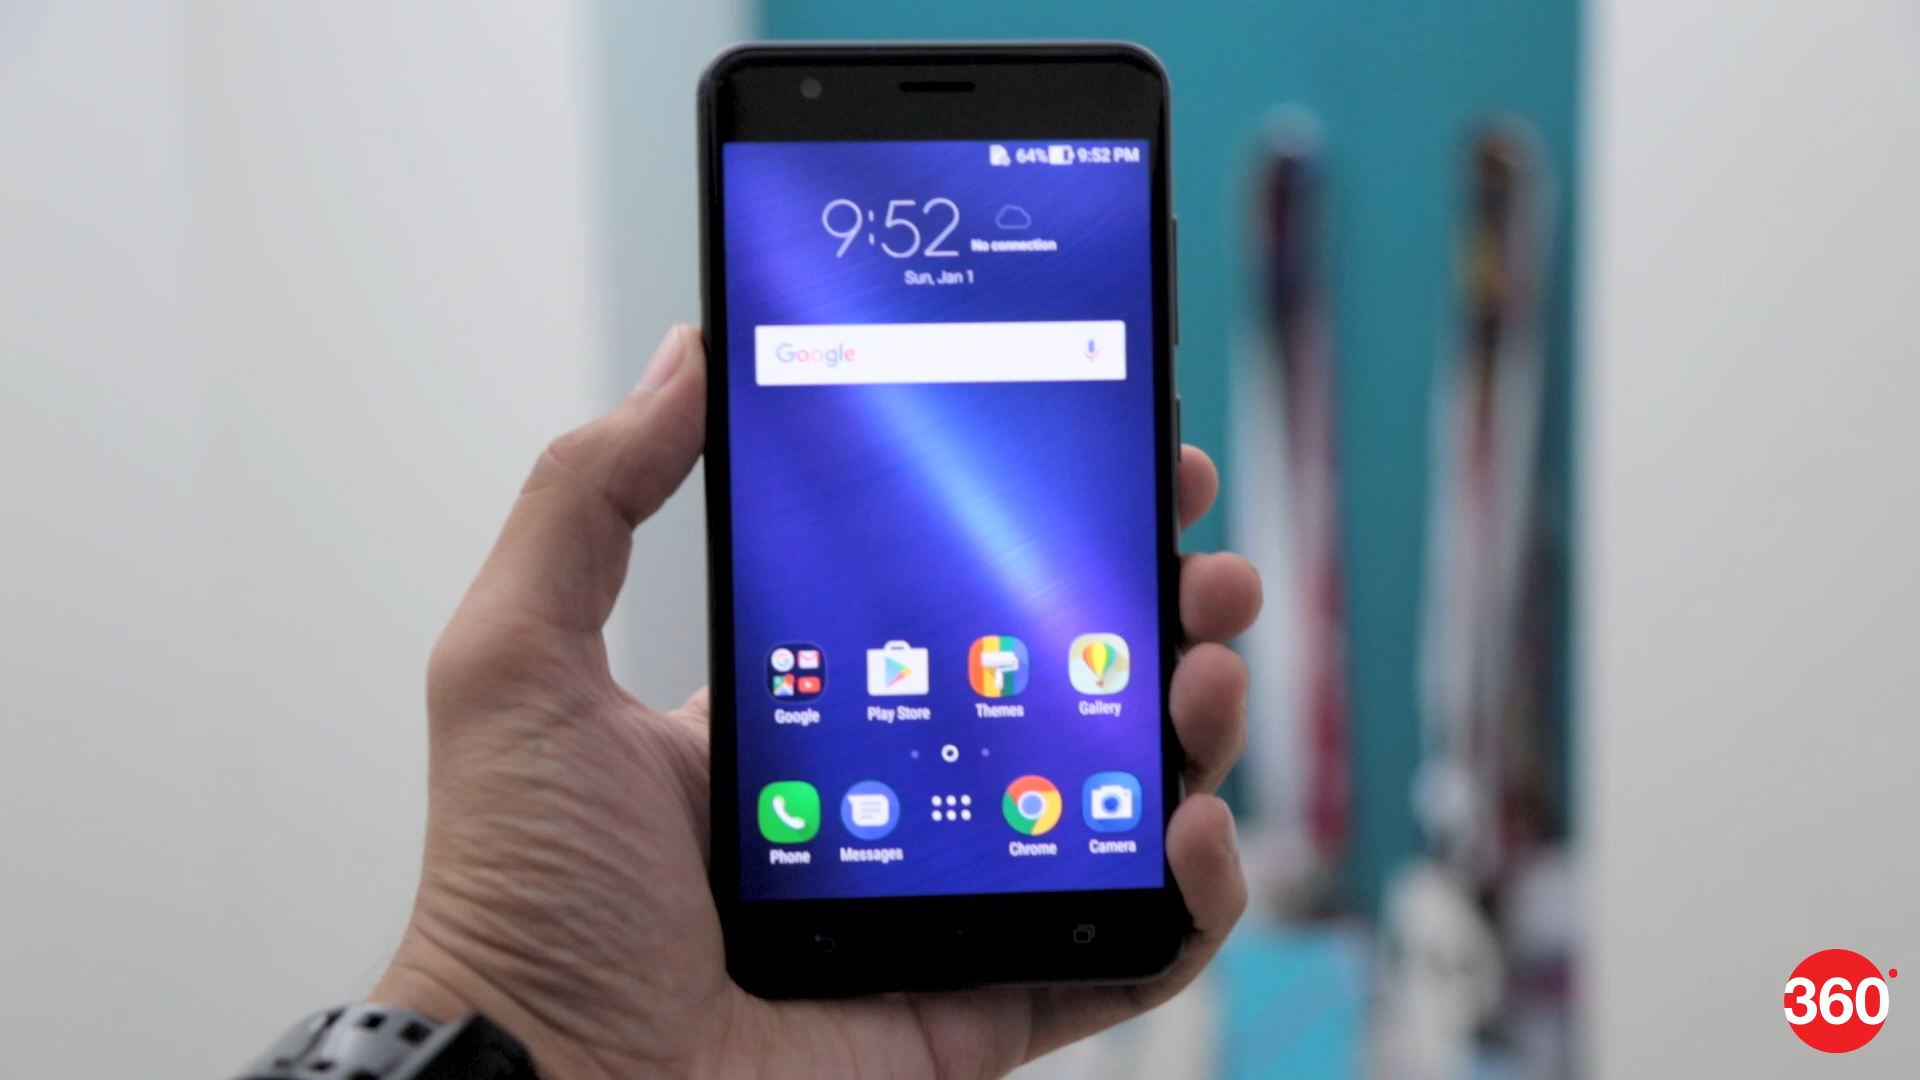 64% 9:52 PM
9:52
No connection
Sun, Jan 1
Google
Google
Play Store
Themes
Gallery
Phone
Messages
Chrome
Camera
360